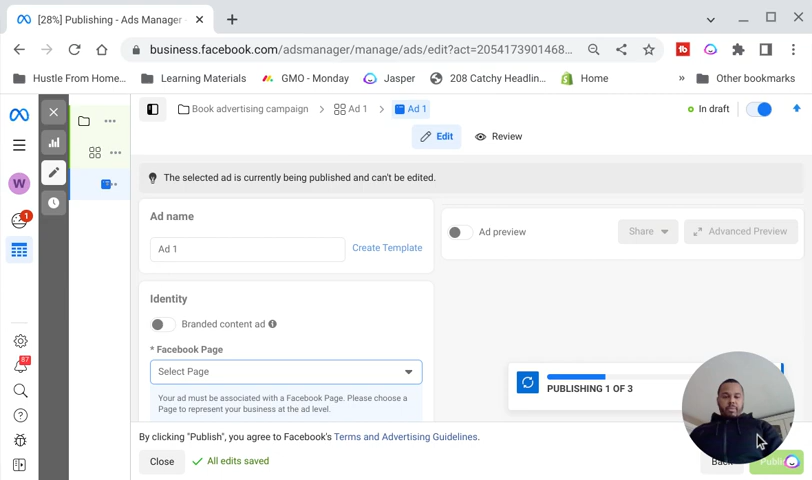 [28%] Publishing - Ads Manager -
business.facebook.com/adsmanager/manage/ads/edit?act=2054173901468...
Hustle From Home...
Learning Materials
GMO - Monday
Jasper
208 Catchy Headlin...
Home
»
Other bookmarks
Book advertising campaign
Ad 1
Ad 1
In draft
Edit
Review
The selected ad is currently being published and can't be edited.
W
1
87
Ad name
Ad 1
Create Template
Ad preview
Share
Advanced Preview
Identity
Branded content ad
* Facebook Page
Select Page
Your ad must be associated with a Facebook Page. Please choose a
Page to represent your business at the ad level.
PUBLISHING 1 OF 3
By clicking "Publish", you agree to Facebook's Terms and Advertising Guidelines.
Close
All edits saved
Back